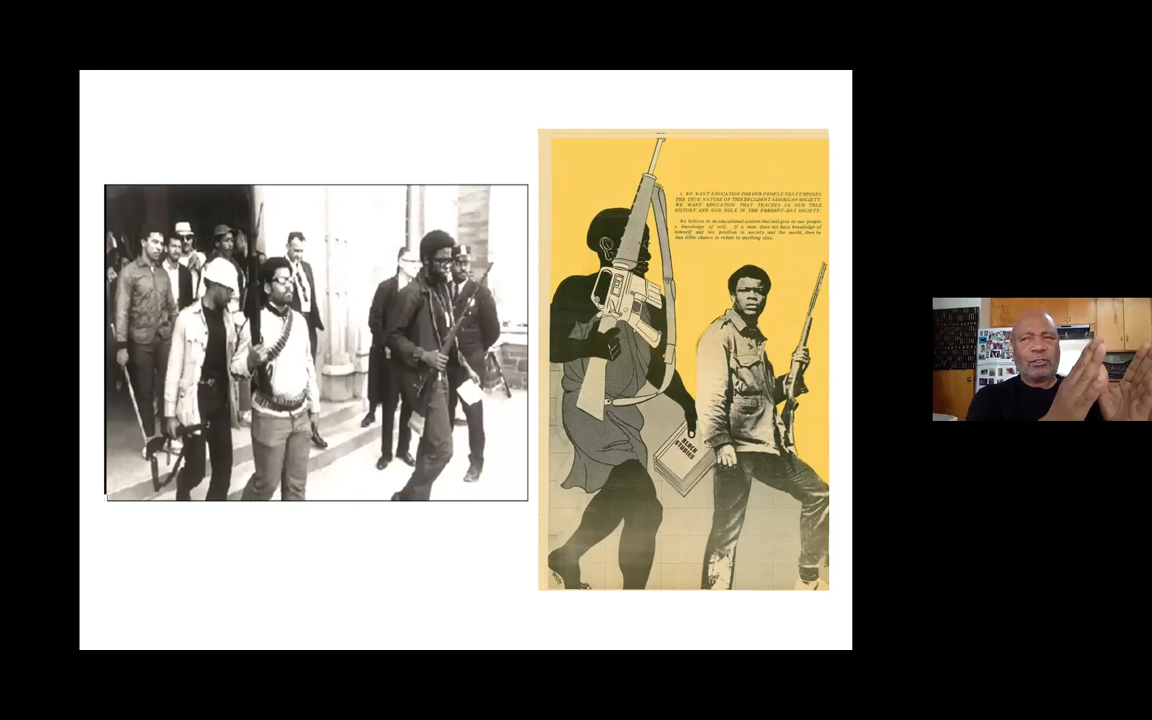 5. WE WANT EDUCATION FOR OUR PEOPLE THAT EXPOSES
THE TRUE NATURE OF THIS DECADENT AMERICAN SOCIETY.
WE WANT EDUCATION THAT TEACHES US OUR TRUE
HISTORY AND OUR ROLE IN THE PRESENT-DAY SOCIETY.
We believe in an educational system that will give to our people
a knowledge of self. If a man does not have knowledge of
himself and his position in society and the world, then he
has little chance to relate to anything else.
BLACK
STUDIES